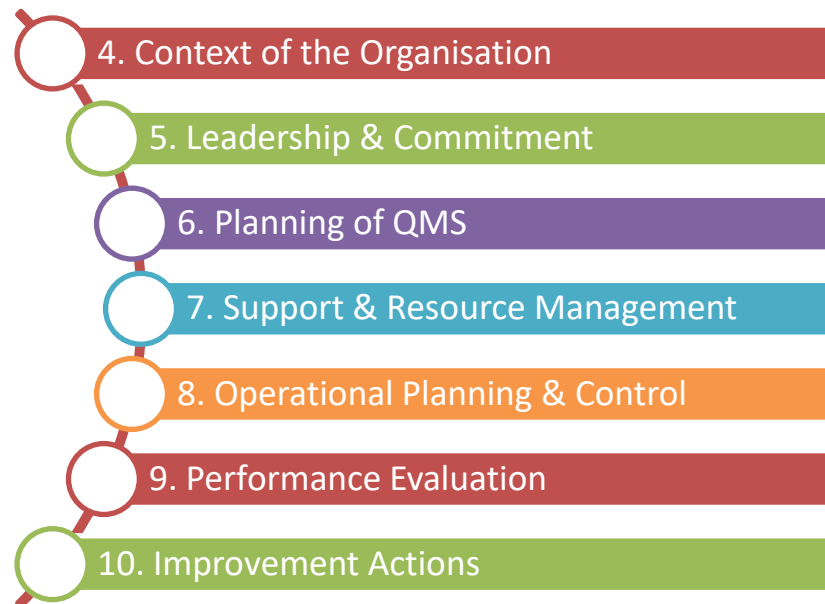 4. Context of the Organisation
5. Leadership & Commitment
6. Planning of QMS
7. Support & Resource Management
8. Operational Planning & Control
9. Performance Evaluation
10. Improvement Actions